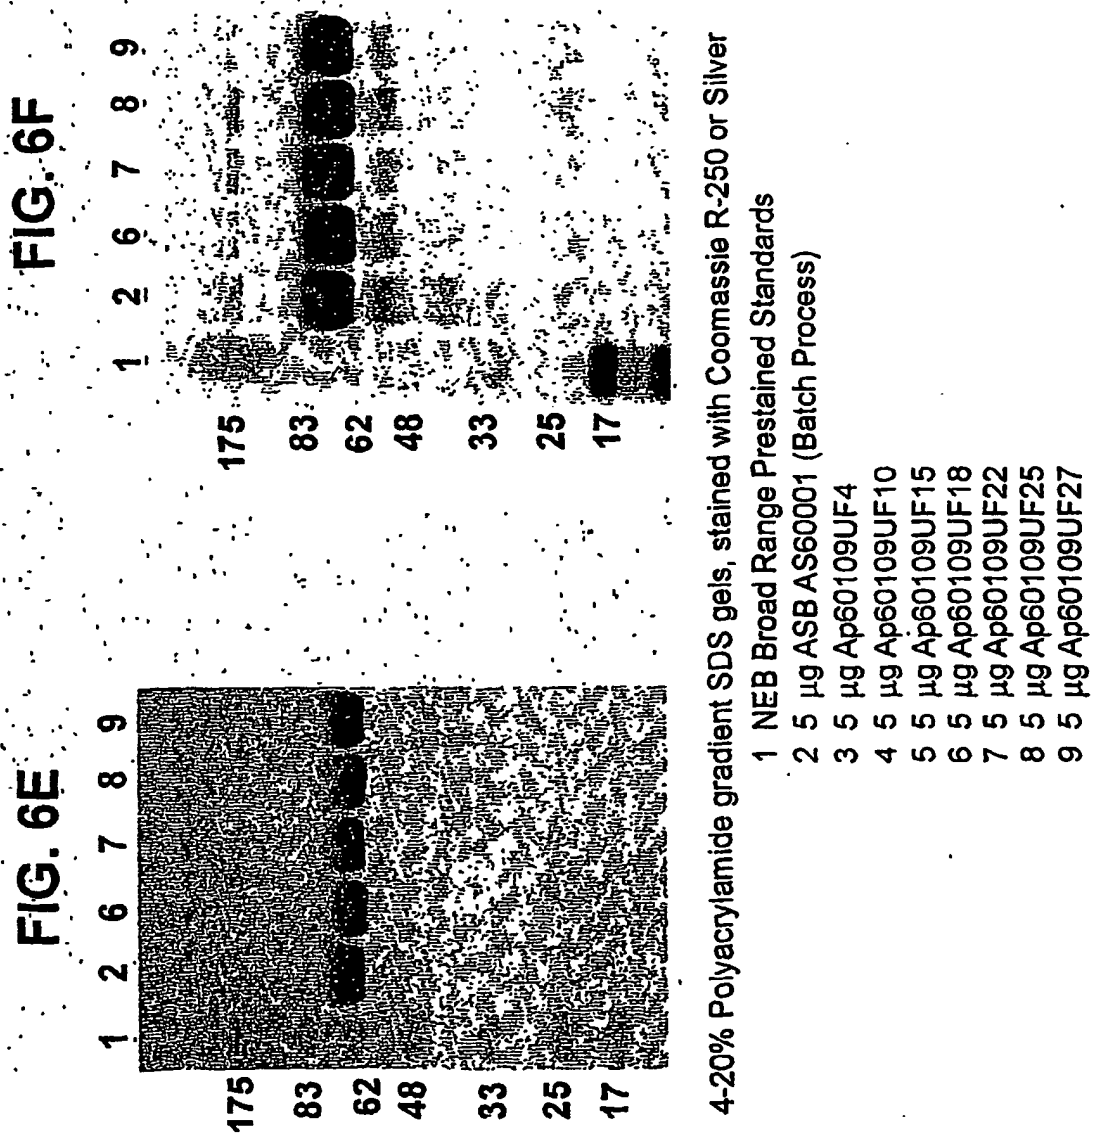 FIG. 6E
1 2 6 7 8 9
175
83
62
48
33
25
17
FIG. 6F
1 2 6 7 8 9
175
83
62
48
33
25
17
4-20% Polyacrylamide gradient SDS gels, stained with Coomassie R-250 or Silver
1 NEB Broad Range Prestained Standards
2 5 µg ASB AS60001 (Batch Process)
3 5 µg Ap60109UF4
4 5 µg Ap60109UF10
5 5 µg Ap60109UF15
6 5 µg Ap60109UF18
7 5 µg Ap60109UF22
8 5 µg Ap60109UF25
9 5 µg Ap60109UF27